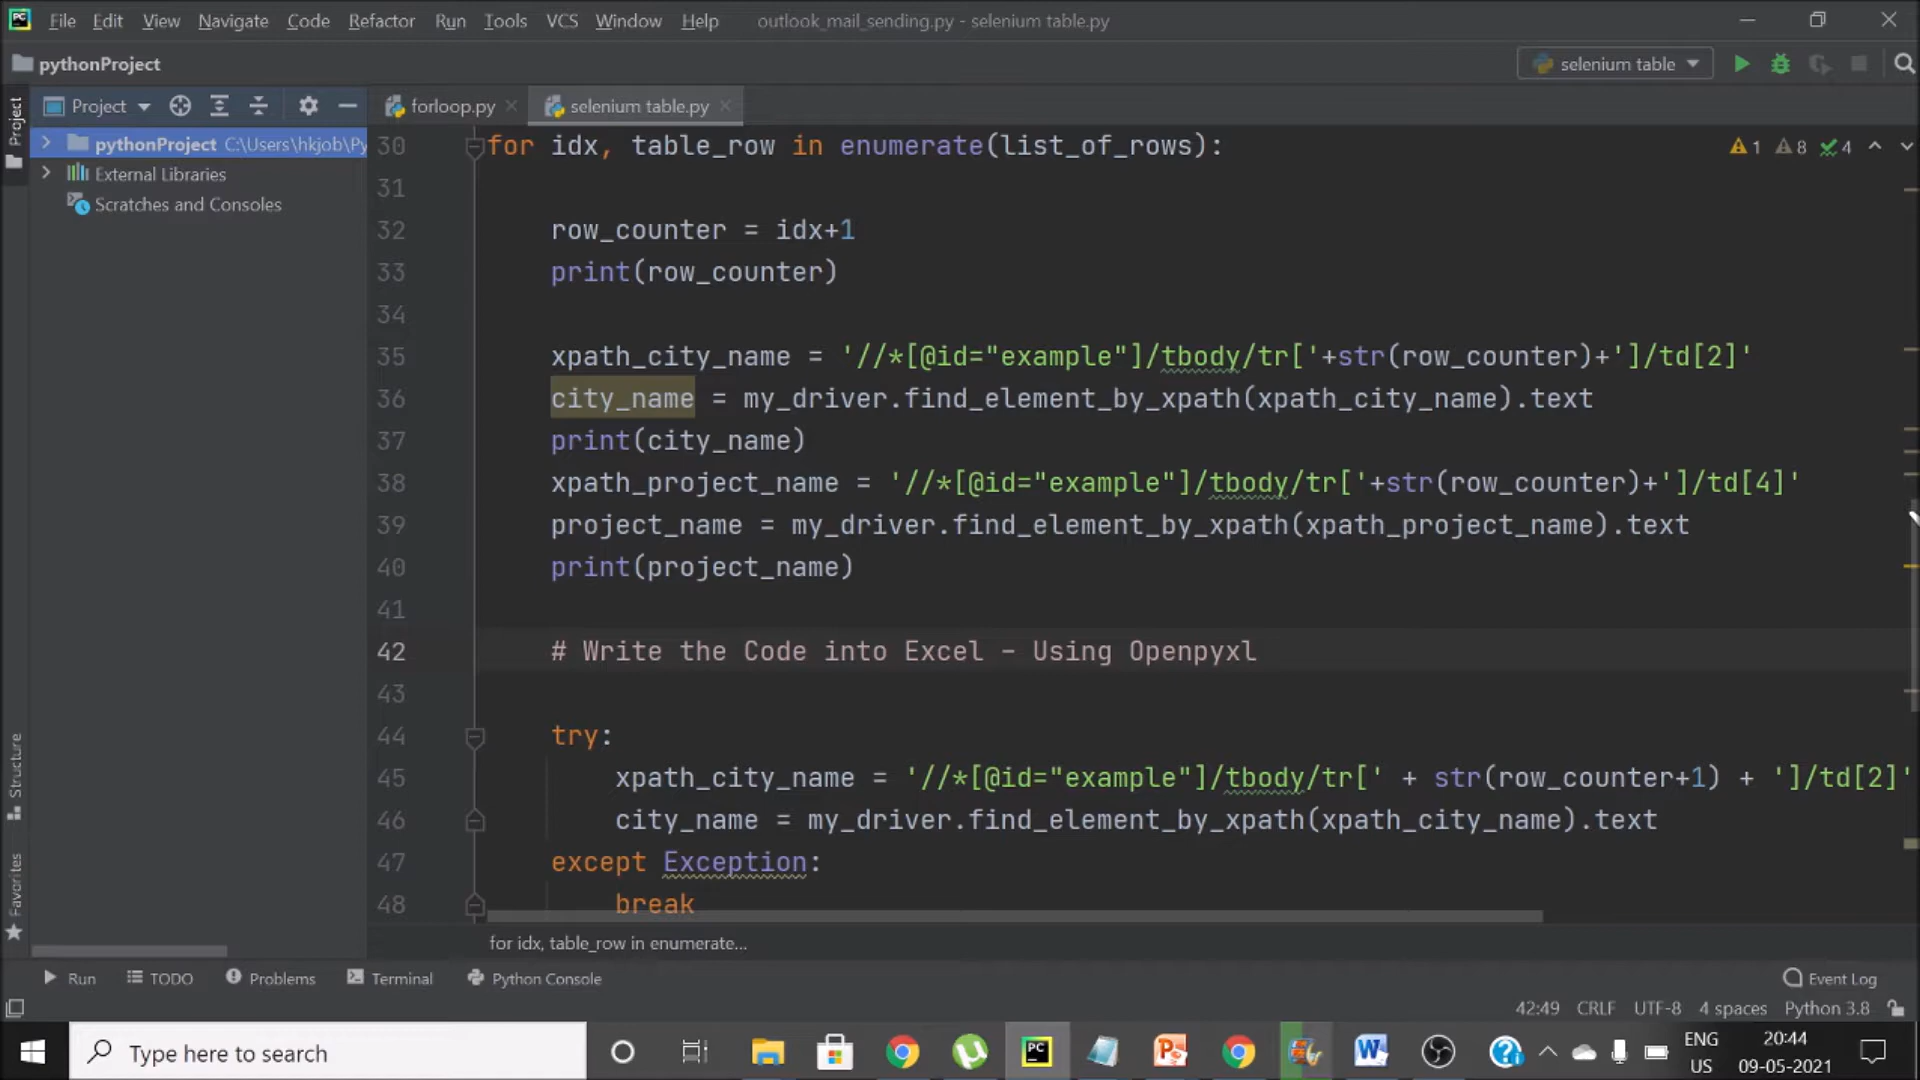 File Edit View Navigate Code Refactor Run Tools VCS Window Help outlook_mail_sending.py - selenium table.py
pythonProject selenium table
Project forloop.py selenium table.py
Project
pythonProject C:\Users\hkjob\Py
External Libraries
Scratches and Consoles
30 for idx, table_row in enumerate(list_of_rows): 1 8 4
31
32 row_counter = idx+1
33 print(row_counter)
34
35 xpath_city_name = '//*[@id="example"]/tbody/tr['+str(row_counter)+']/td[2]'
36 city_name = my_driver.find_element_by_xpath(xpath_city_name).text
37 print(city_name)
38 xpath_project_name = '//*[@id="example"]/tbody/tr['+str(row_counter)+']/td[4]'
39 project_name = my_driver.find_element_by_xpath(xpath_project_name).text
40 print(project_name)
41
42 # Write the Code into Excel - Using Openpyxl
43
44 try:
45 xpath_city_name = '//*[@id="example"]/tbody/tr[' + str(row_counter+1) + ']/td[2]'
46 city_name = my_driver.find_element_by_xpath(xpath_city_name).text
47 except Exception:
48 break
Structure
Favorites
for idx, table_row in enumerate...
Run TODO Problems Terminal Python Console Event Log
42:49 CRLF UTF-8 4 spaces Python 3.8
Type here to search
PC
ENG
US
20:44
09-05-2021